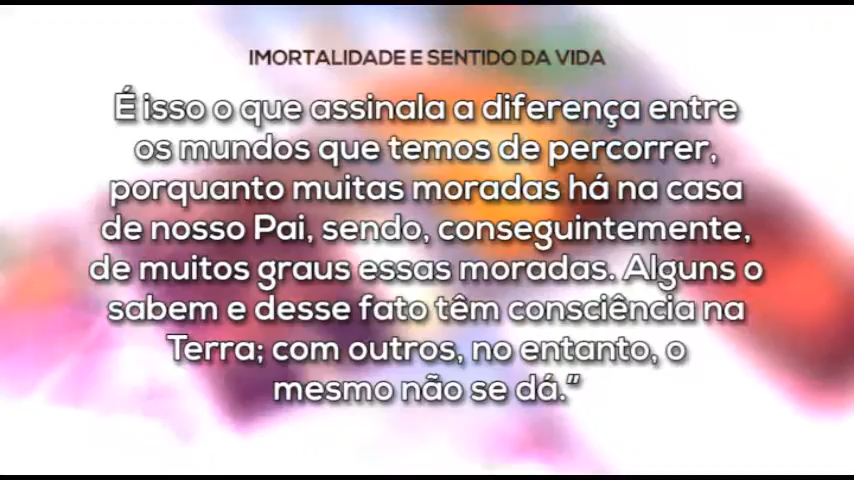 IMORTALIDADE E SENTIDO DA VIDA
É isso o que assinala a diferença entre
os mundos que temos de percorrer,
porquanto muitas moradas há na casa
de nosso Pai, sendo, conseguintemente,
de muitos graus essas moradas. Alguns o
sabem e desse fato têm consciência na
Terra; com outros, no entanto, o
mesmo não se dá.”